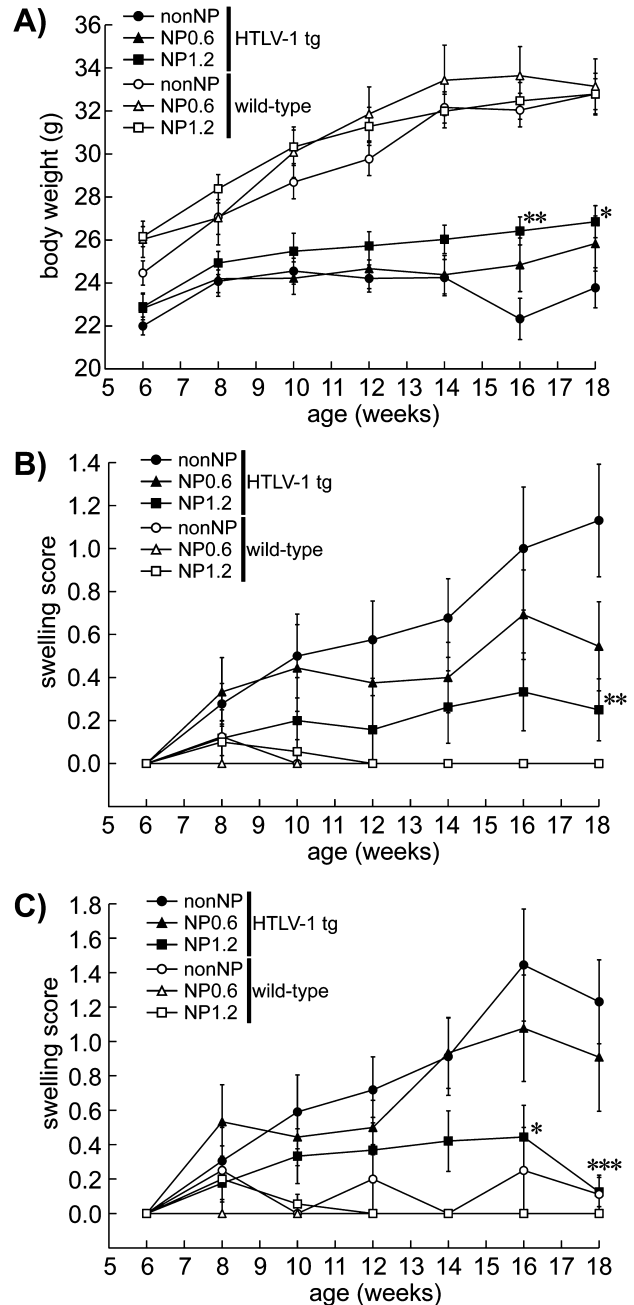 A)
nonNP
NP0.6 HTLV-1 tg
NP1.2
nonNP
NP0.6 wild-type
NP1.2
body weight (g)
36
34
32
30
28
26
24
22
20
** *
5 6 7 8 9 10 11 12 13 14 15 16 17 18
age (weeks)
B)
nonNP
NP0.6 HTLV-1 tg
NP1.2
nonNP
NP0.6 wild-type
NP1.2
swelling score
1.4
1.2
1.0
0.8
0.6
0.4
0.2
0.0
**
5 6 7 8 9 10 11 12 13 14 15 16 17 18
age (weeks)
C)
nonNP
NP0.6 HTLV-1 tg
NP1.2
nonNP
NP0.6 wild-type
NP1.2
swelling score
1.8
1.6
1.4
1.2
1.0
0.8
0.6
0.4
0.2
0.0
*
***
5 6 7 8 9 10 11 12 13 14 15 16 17 18
age (weeks)